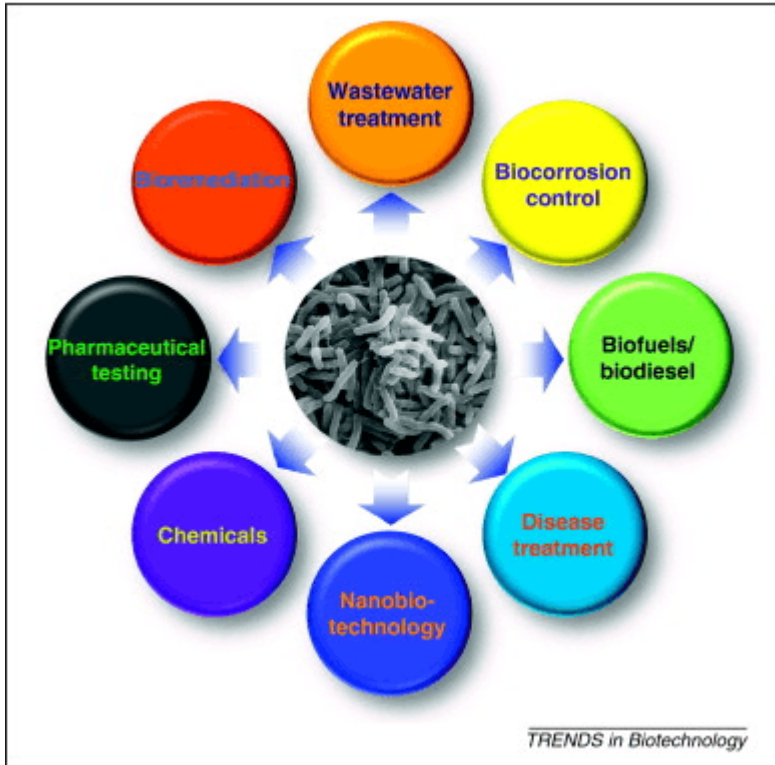 Wastewater
treatment
Biocorrosion
control
Bioremediation
Biofuels/
biodiesel
Pharmaceutical
testing
Disease
treatment
Chemicals
Nanobio-
technology
TRENDS in Biotechnology